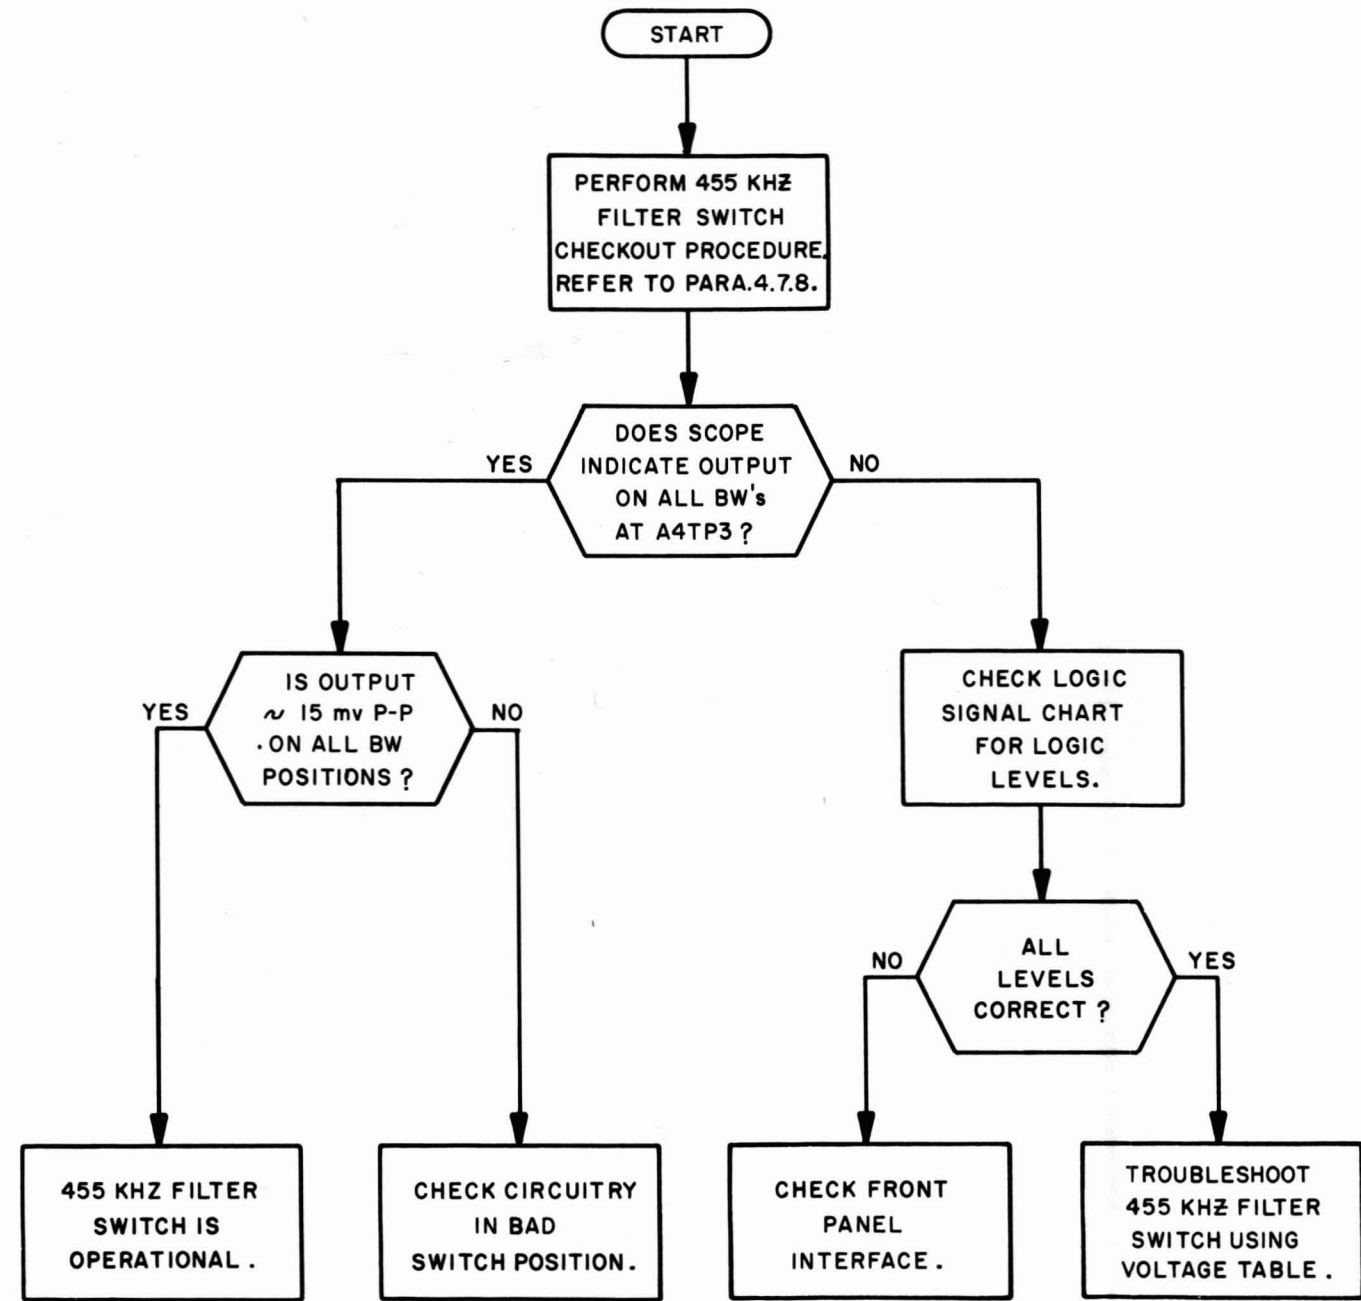 START
PERFORM 455 KHZ
FILTER SWITCH
CHECKOUT PROCEDURE.
REFER TO PARA.4.7.8.
DOES SCOPE
INDICATE OUTPUT
ON ALL BW's
AT A4TP3?
YES
NO
IS OUTPUT
~ 15 mv P-P
ON ALL BW
POSITIONS?
YES
NO
CHECK LOGIC
SIGNAL CHART
FOR LOGIC
LEVELS.
ALL
LEVELS
CORRECT?
NO
YES
455 KHZ FILTER
SWITCH IS
OPERATIONAL.
CHECK CIRCUITRY
IN BAD
SWITCH POSITION.
CHECK FRONT
PANEL
INTERFACE.
TROUBLESHOOT
455 KHZ FILTER
SWITCH USING
VOLTAGE TABLE.